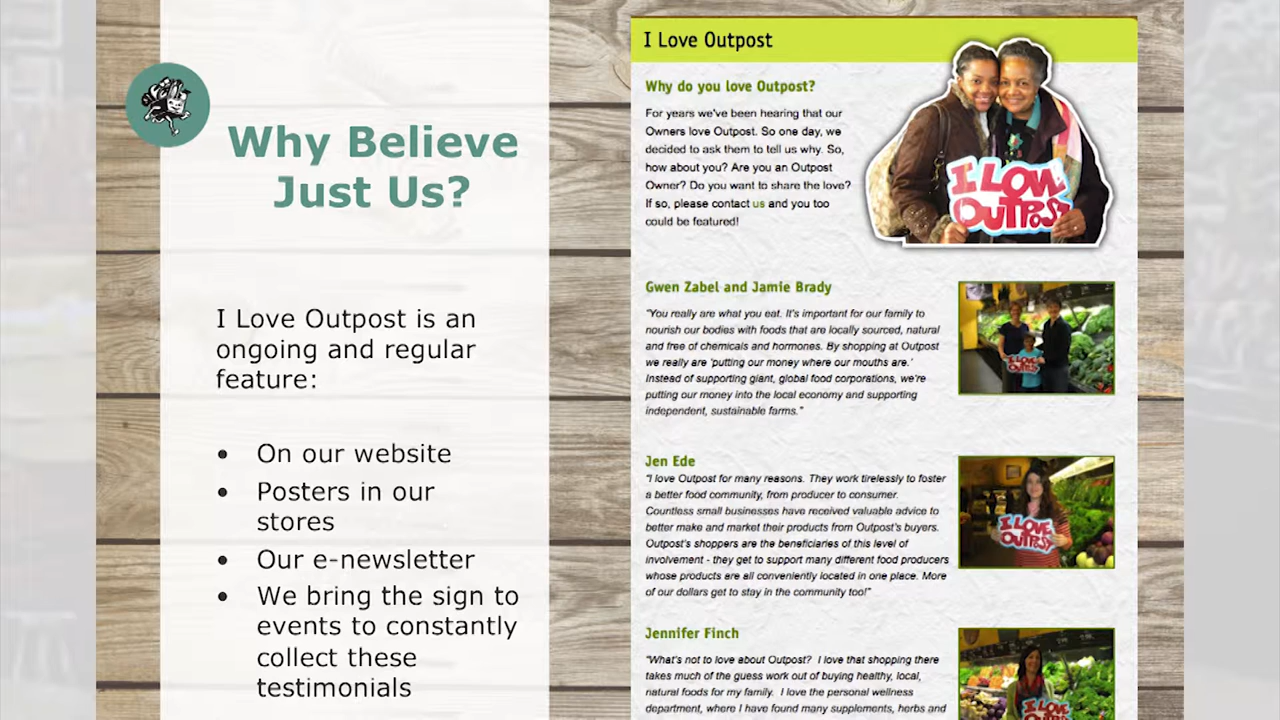 Why Believe
Just Us?
I Love Outpost is an
ongoing and regular
feature:
• On our website
• Posters in our
stores
• Our e-newsletter
• We bring the sign to
events to constantly
collect these
testimonials
I Love Outpost
Why do you love Outpost?
For years we've been hearing that our
Owners love Outpost. So one day, we
decided to ask them to tell us why. So,
how about you? Are you an Outpost
Owner? Do you want to share the love?
If so, please contact us and you too
could be featured!
I LOVE
OUTPOST
Gwen Zabel and Jamie Brady
"You really are what you eat. It's important for our family to
nourish our bodies with foods that are locally sourced, natural
and free of chemicals and hormones. By shopping at Outpost
we really are 'putting our money where our mouths are.'
Instead of supporting giant, global food corporations, we're
putting our money into the local economy and supporting
independent, sustainable farms."
I LOVE
OUTPOST
Jen Ede
"I love Outpost for many reasons. They work tirelessly to foster
a better food community, from producer to consumer.
Countless small businesses have received valuable advice to
better make and market their products from Outpost's buyers.
Outpost's shoppers are the beneficiaries of this level of
involvement - they get to support many different food producers
whose products are all conveniently located in one place. More
of our dollars get to stay in the community too!"
I LOVE
OUTPOST
Jennifer Finch
"What's not to love about Outpost? I love that shopping there
takes much of the guess work out of buying healthy, local,
natural foods for my family. I love the personal wellness
department, where I have found many supplements, herbs and
I LOVE